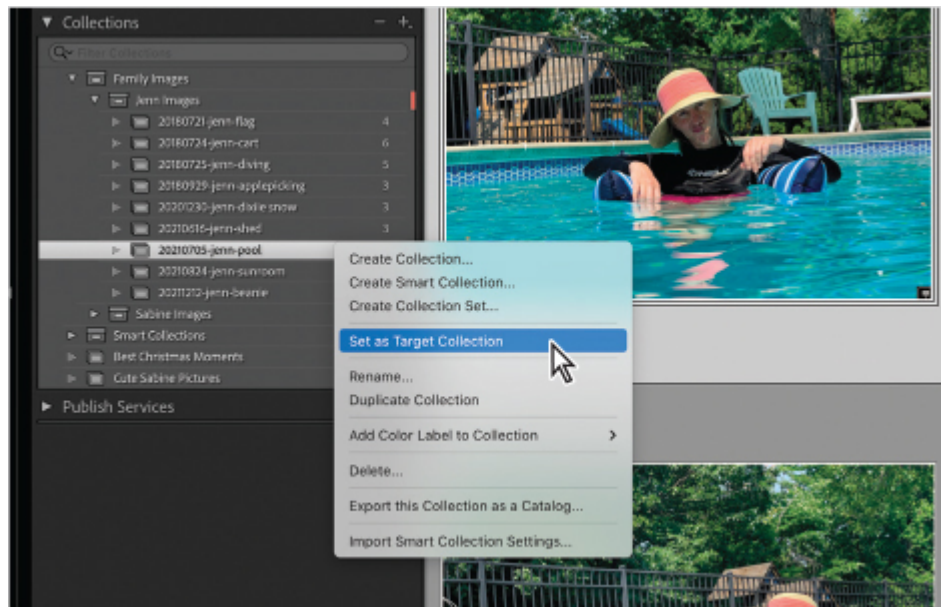 Collections
Filter Collections
Family Images
Jenn Images
20180721-jenn-flag 4
20180724-jenn-cart 6
20180725-jenn-diving 5
20180929-jenn-applepicking 3
20201230-jenn-dixiie snow 3
20210616-jenn-shed 3
20210705-jenn-pool
20210824-jenn-sunroom
20211212-jenn-beanie
Sabine Images
Smart Collections
Best Christmas Moments
Cute Sabine Pictures
Publish Services
Create Collection...
Create Smart Collection...
Create Collection Set...
Set as Target Collection
Rename...
Duplicate Collection
Add Color Label to Collection
Delete...
Export this Collection as a Catalog...
Import Smart Collection Settings...